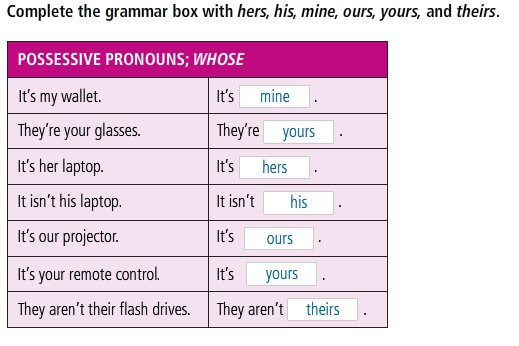 Complete the grammar box with hers, his, mine, ours, yours, and theirs.
POSSESSIVE PRONOUNS; WHOSE
It's my wallet. It's mine .
They're your glasses. They're yours .
It's her laptop. It's hers .
It isn't his laptop. It isn't his .
It's our projector. It's ours .
It's your remote control. It's yours .
They aren't their flash drives. They aren't theirs .